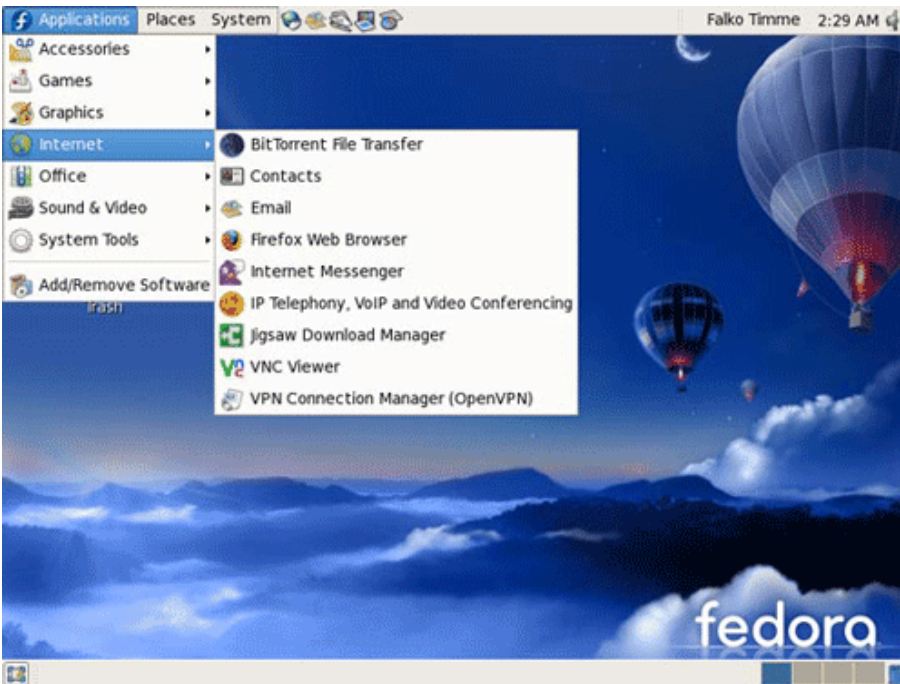 Applications Places System Falko Timme 2:29 AM
Accessories
Games
Graphics
Internet
Office
Sound & Video
System Tools
Add/Remove Software
Trash
BitTorrent File Transfer
Contacts
Email
Firefox Web Browser
Internet Messenger
IP Telephony, VoIP and Video Conferencing
Jigsaw Download Manager
VNC Viewer
VPN Connection Manager (OpenVPN)
fedora